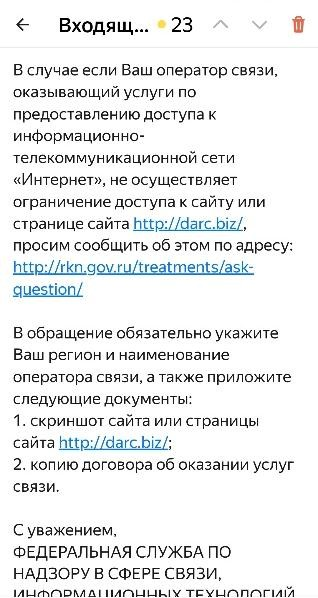 Входящ... 23
В случае если Ваш оператор связи,
оказывающий услуги по
предоставлению доступа к
информационно-
телекоммуникационной сети
«Интернет», не осуществляет
ограничение доступа к сайту или
странице сайта http://darc.biz/,
просим сообщить об этом по адресу:
http://rkn.gov.ru/treatments/ask-
question/
В обращение обязательно укажите
Ваш регион и наименование
оператора связи, а также приложите
следующие документы:
1. скриншот сайта или страницы
сайта http://darc.biz/;
2. копию договора об оказании услуг
связи.
С уважением,
ФЕДЕРАЛЬНАЯ СЛУЖБА ПО
НАДЗОРУ В СФЕРЕ СВЯЗИ,
ИНФОРМАЦИОННЫХ ТЕХНОЛОГИЙ